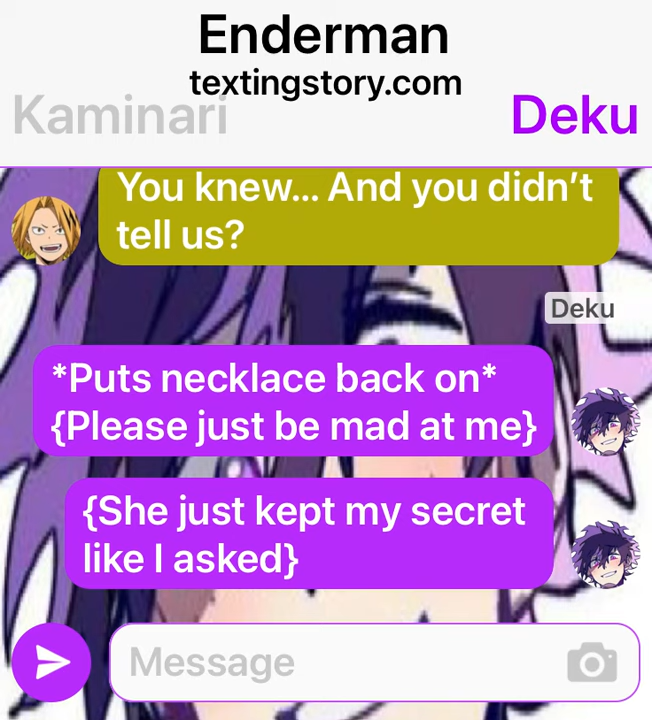 Enderman
textingstory.com
Kaminari
Deku
You knew... And you didn’t
tell us?
Deku
*Puts necklace back on*
{Please just be mad at me}
{She just kept my secret
like I asked}
Message